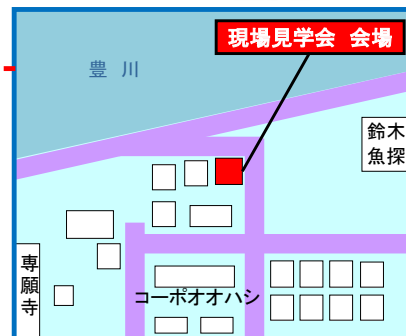 現場見学会 会場
豊川
鈴木
魚探
専願寺
コーポオオハシ